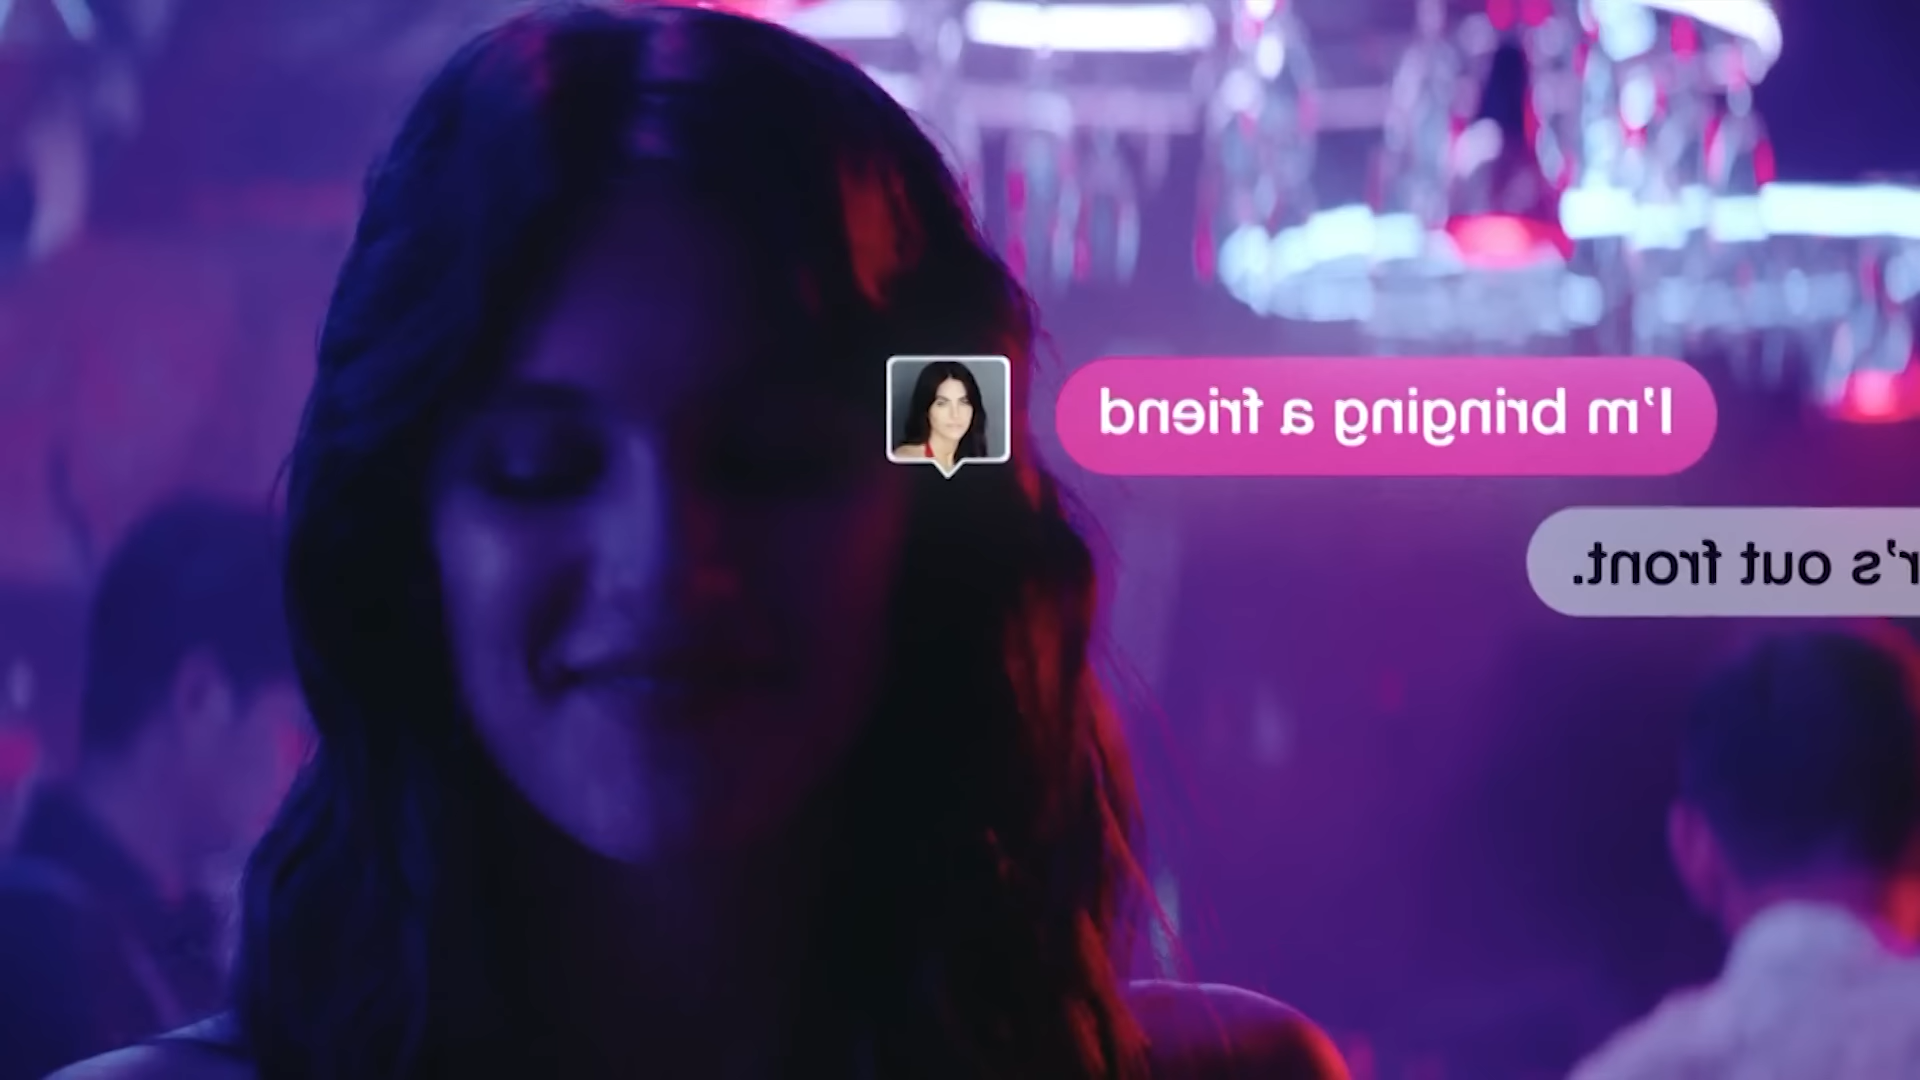 I'm bringing a friend
r's out front.